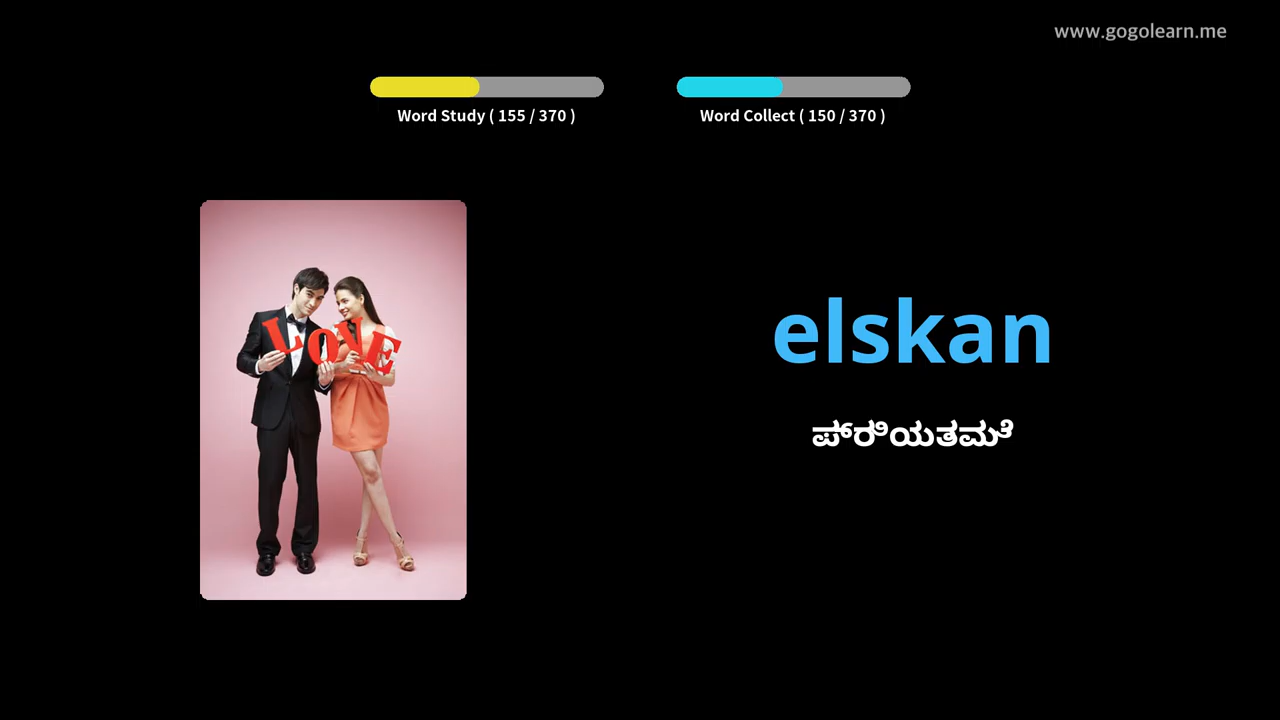 www.gogolearn.me
Word Study ( 155 / 370 )
Word Collect ( 150 / 370 )
LOVE
elskan
ಪ್ರಿಯತಮೆ